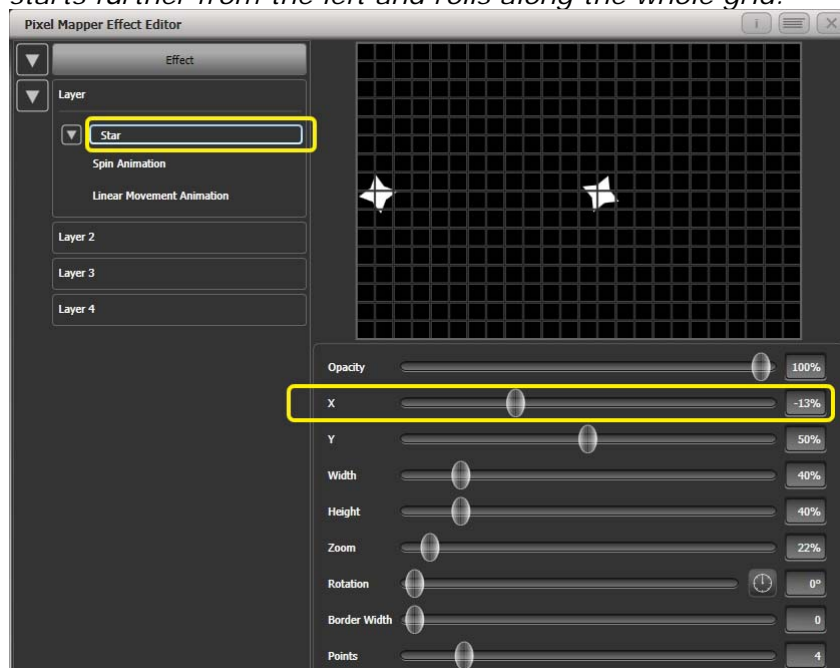 starts further from the left and rolls along the whole grid.
Pixel Mapper Effect Editor
i
Effect
Layer
Star
Spin Animation
Linear Movement Animation
Layer 2
Layer 3
Layer 4
Opacity 100%
X -13%
Y 50%
Width 40%
Height 40%
Zoom 22%
Rotation 0°
Border Width 0
Points 4